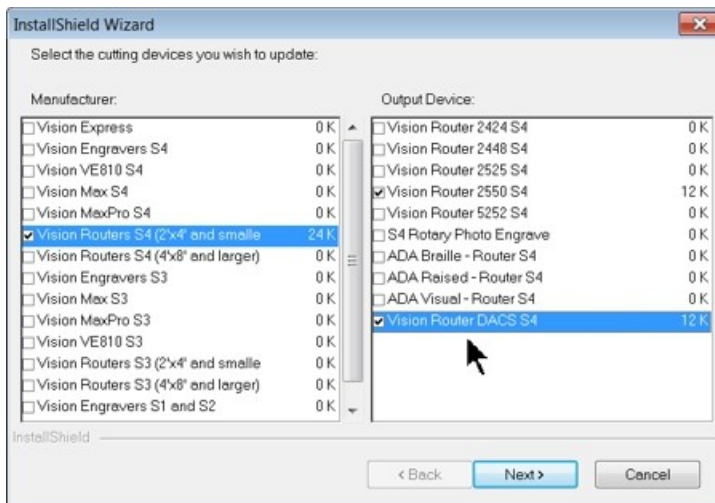 InstallShield Wizard
Select the cutting devices you wish to update:
Manufacturer:
Vision Express 0 K
Vision Engravers S4 0 K
Vision VE810 S4 0 K
Vision Max S4 0 K
Vision MaxPro S4 0 K
Vision Routers S4 (2'x4' and smalle 24 K
Vision Routers S4 (4'x8' and larger) 0 K
Vision Engravers S3 0 K
Vision Max S3 0 K
Vision MaxPro S3 0 K
Vision VE810 S3 0 K
Vision Routers S3 (2'x4' and smalle 0 K
Vision Routers S3 (4'x8' and larger) 0 K
Vision Engravers S1 and S2 0 K
Output Device:
Vision Router 2424 S4 0 K
Vision Router 2448 S4 0 K
Vision Router 2525 S4 0 K
Vision Router 2550 S4 12 K
Vision Router 5252 S4 0 K
S4 Rotary Photo Engrave 0 K
ADA Braille - Router S4 0 K
ADA Raised - Router S4 0 K
ADA Visual - Router S4 0 K
Vision Router DACS S4 12 K
InstallShield
< Back
Next >
Cancel